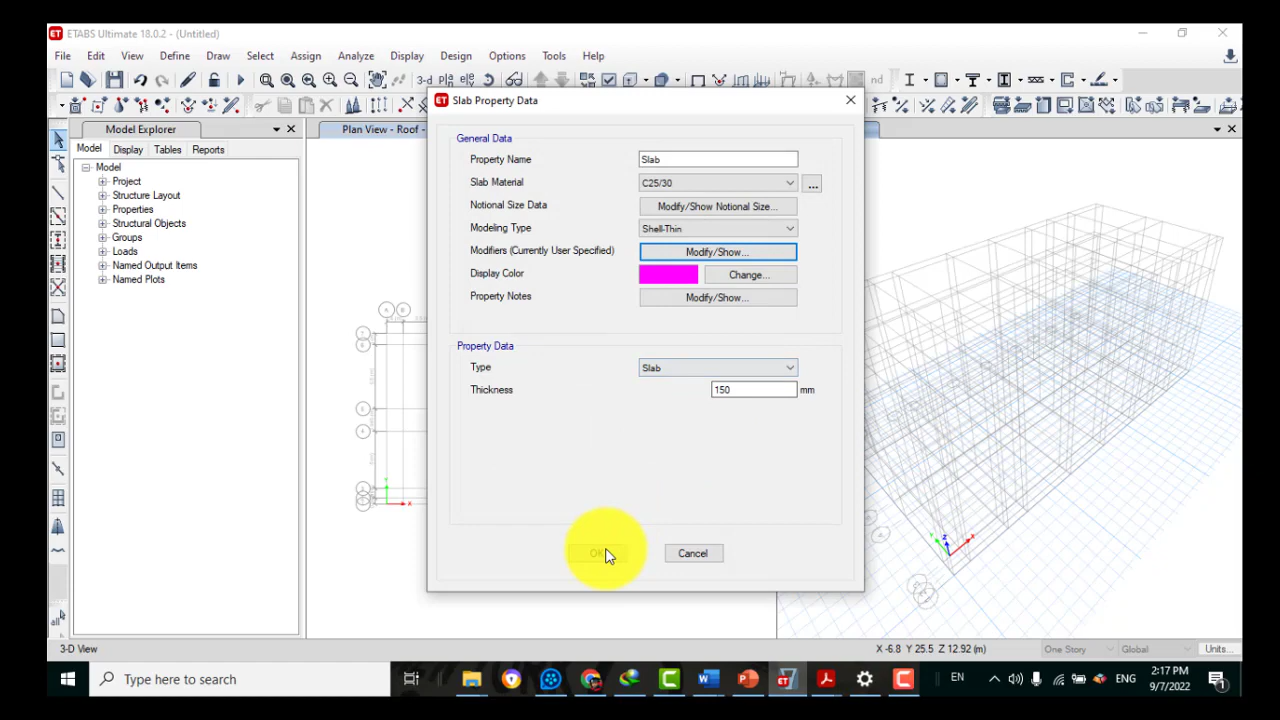 ETABS Ultimate 18.0.2 - (Untitled)
File Edit View Define Draw Select Assign Analyze Display Design Options Tools Help
3-d
nd
Model Explorer
Model Display Tables Reports
Model
Project
Structure Layout
Properties
Structural Objects
Groups
Loads
Named Output Items
Named Plots
Plan View - Roof -
A B
X
Slab Property Data
General Data
Property Name Slab
Slab Material C25/30 ...
Notional Size Data Modify/Show Notional Size...
Modeling Type Shell-Thin
Modifiers (Currently User Specified) Modify/Show...
Display Color Change...
Property Notes Modify/Show...
Property Data
Type Slab
Thickness 150 mm
OK Cancel
Y Z X
all
3-D View
X -6.8 Y 25.5 Z 12.92 (m)
One Story
Global
Units...
Type here to search
EN
ENG
2:17 PM
9/7/2022
1